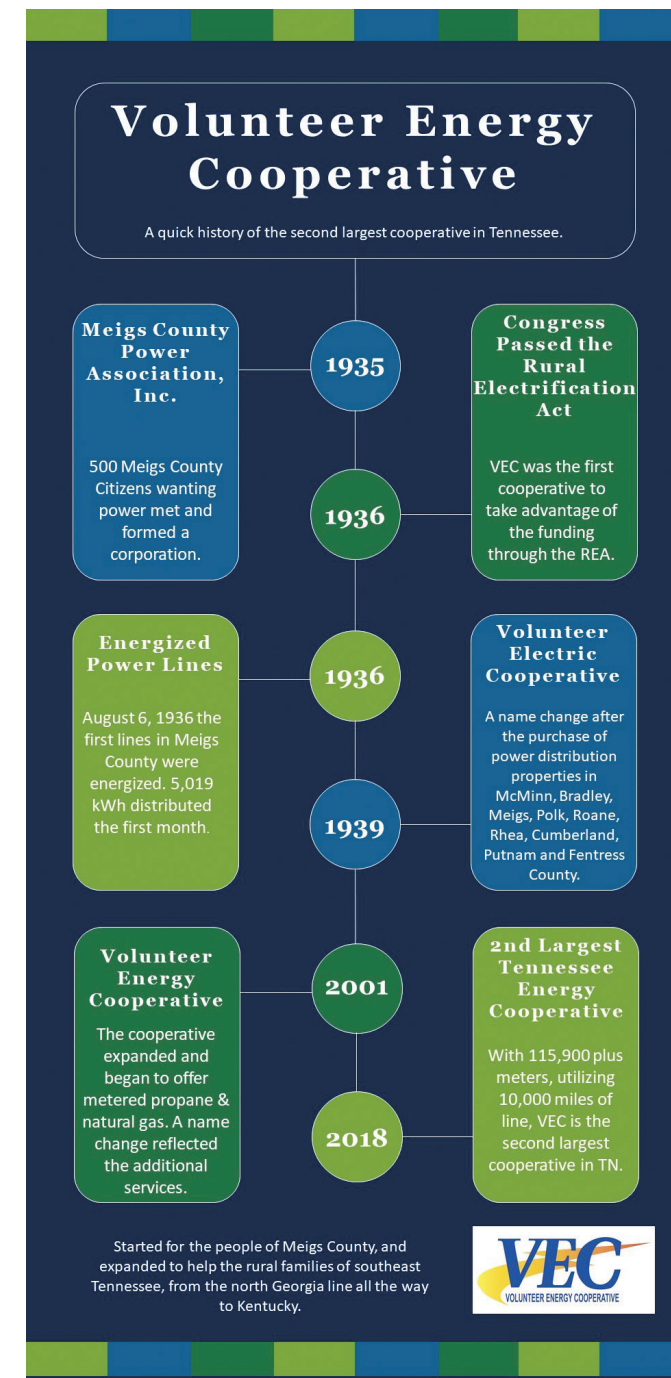 Volunteer Energy
Cooperative
A quick history of the second largest cooperative in Tennessee.
Meigs County
Power
Association,
Inc.
500 Meigs County
Citizens wanting
power met and
formed a
corporation.
1935
Congress
Passed the
Rural
Electrification
Act
VEC was the first
cooperative to
take advantage of
the funding
through the REA.
1936
Energized
Power Lines
August 6, 1936 the
first lines in Meigs
County were
energized. 5,019
kWh distributed
the first month.
1936
Volunteer
Electric
Cooperative
A name change after
the purchase of
power distribution
properties in
McMinn, Bradley,
Meigs, Polk, Roane,
Rhea, Cumberland,
Putnam and Fentress
County.
1939
Volunteer
Energy
Cooperative
The cooperative
expanded and
began to offer
metered propane &
natural gas. A name
change reflected
the additional
services.
2001
2nd Largest
Tennessee
Energy
Cooperative
With 115,900 plus
meters, utilizing
10,000 miles of
line, VEC is the
second largest
cooperative in TN.
2018
Started for the people of Meigs County, and
expanded to help the rural families of southeast
Tennessee, from the north Georgia line all the way
to Kentucky.
VEC
VOLUNTEER ENERGY COOPERATIVE